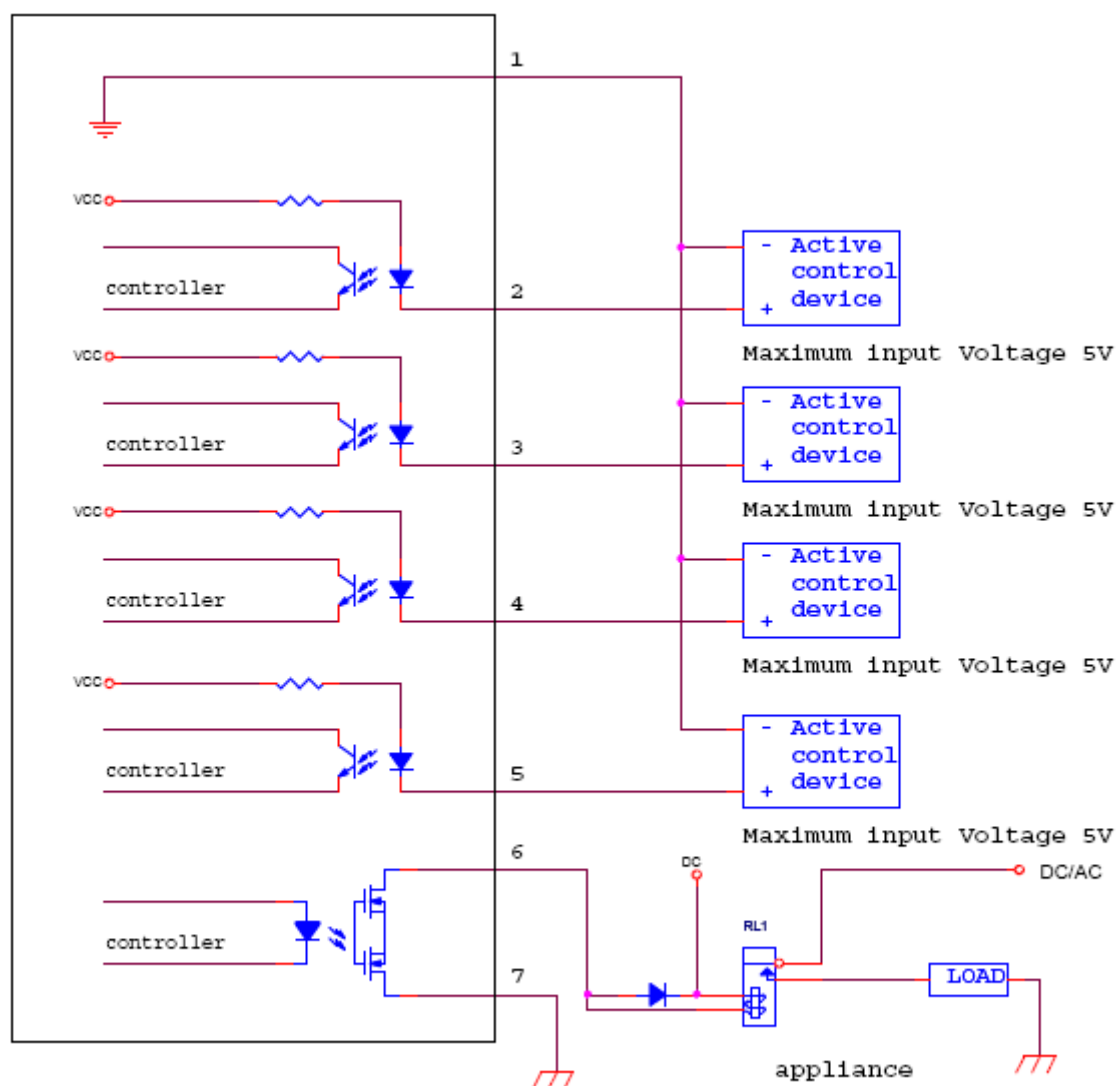 1
VCC
- Active
control
controller
2
device
+
Maximum input Voltage 5V
VCC
- Active
control
controller
3
device
+
Maximum input Voltage 5V
VCC
- Active
control
controller
4
device
+
Maximum input Voltage 5V
VCC
- Active
control
controller
5
device
+
Maximum input Voltage 5V
6
DC
DC/AC
controller
RL1
7
LOAD
appliance